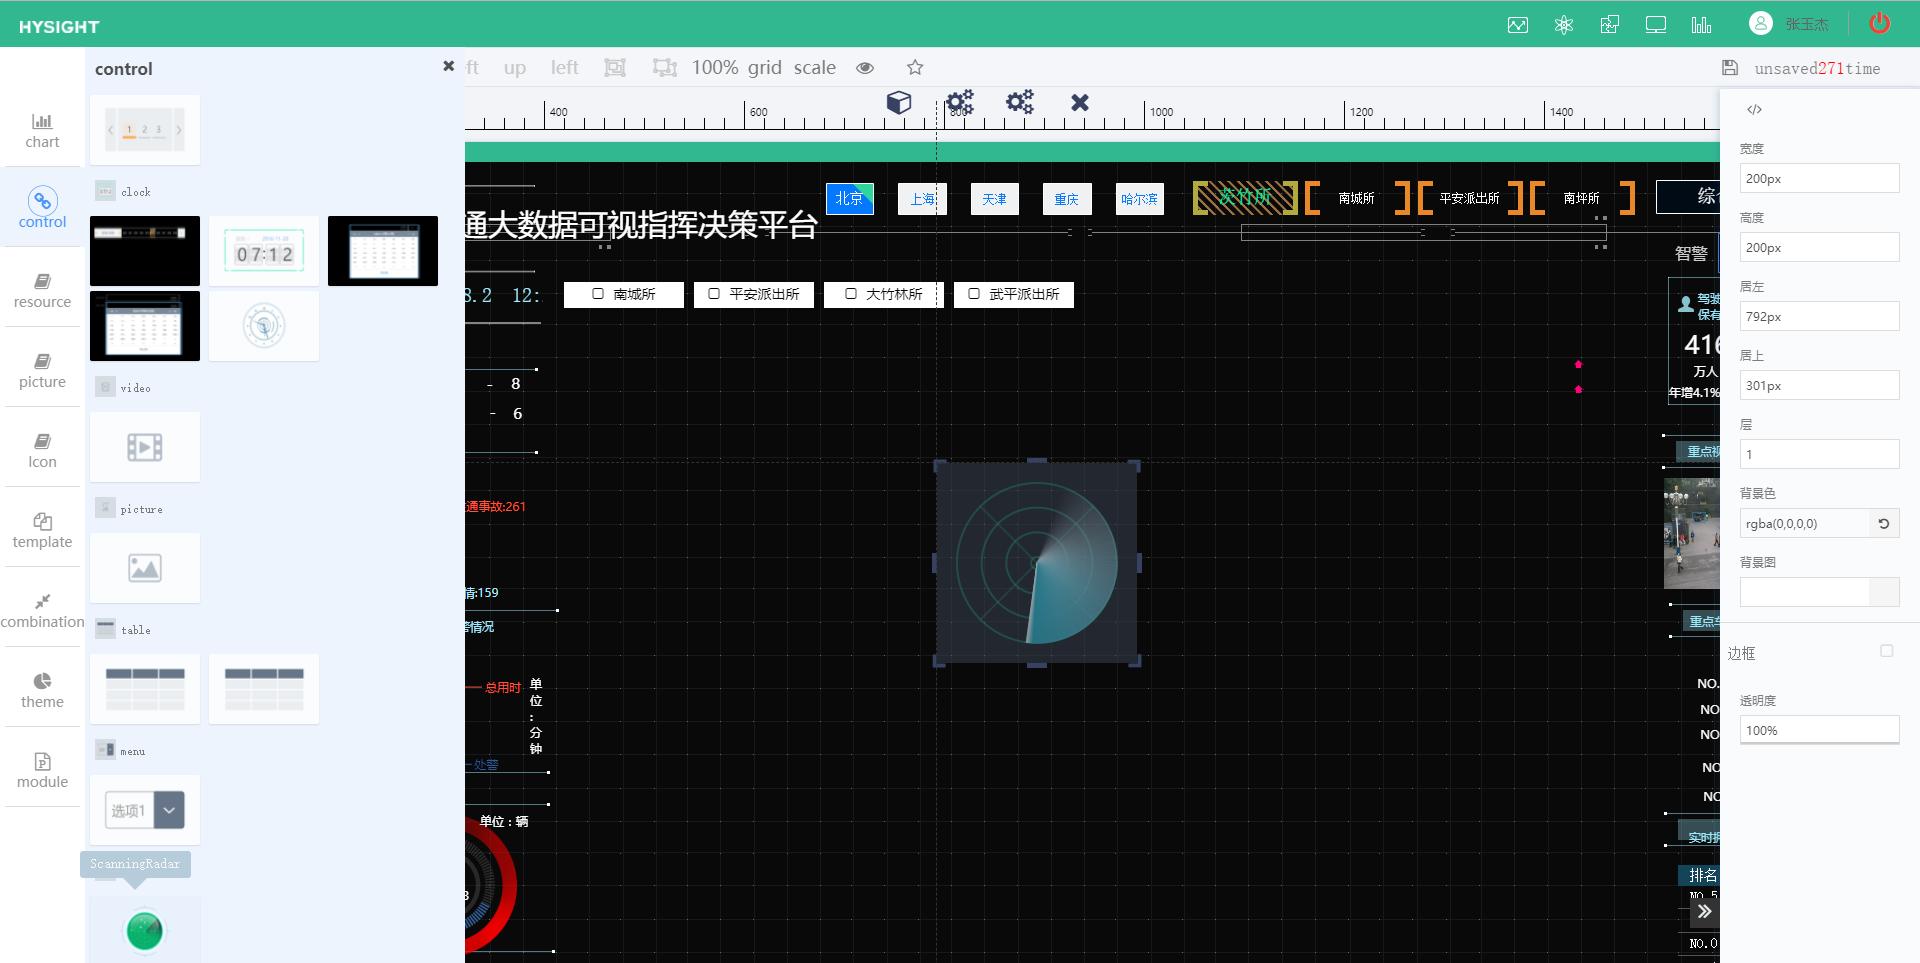 HYSIGHT
张玉杰
control
ft up left 100% grid scale
unsaved271time
chart
control
resource
picture
Icon
template
combination
theme
module
1 2 3
clock
07:12
video
picture
table
menu
选项1
ScanningRadar
400 600 800 1000 1200 1400
北京 上海 天津 重庆 哈尔滨 茨竹所 南城所 平安派出所 南坪所
通大数据可视指挥决策平台
智警
8.2 12:
南城所 平安派出所 大竹林所 武平派出所
驾驶
保有
416
万人
年增4.1%
- 8
- 6
重点视
通事故:261
情:159
警情况
重点车
总用时
单位:分钟
处警
NO.
NO
NO
NO
NO
单位：辆
3
实时拥
排名
NO.5
NO.0
宽度
200px
高度
200px
居左
792px
居上
301px
层
1
背景色
rgba(0,0,0,0)
背景图
边框
透明度
100%